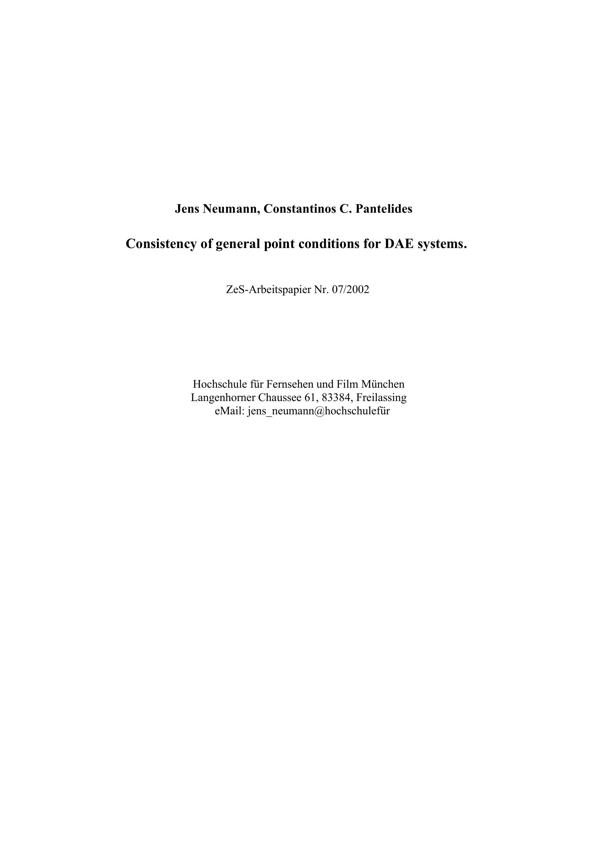 Jens Neumann, Constantinos C. Pantelides
Consistency of general point conditions for DAE systems.
ZeS-Arbeitspapier Nr. 07/2002
Hochschule für Fernsehen und Film München
Langenhorner Chaussee 61, 83384, Freilassing
eMail: jens_neumann@hochschulefür